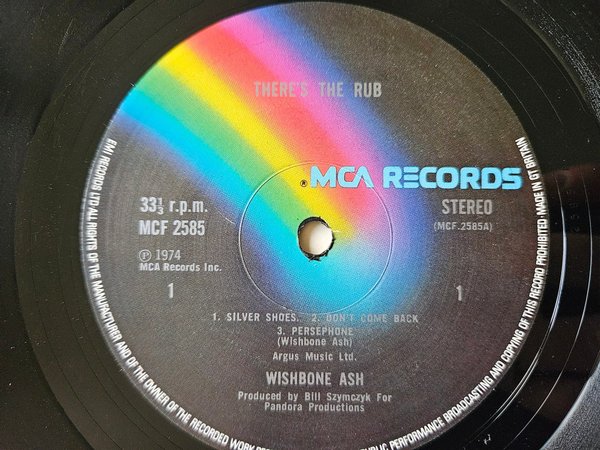 THERE'S THE RUB
® MCA RECORDS
33⅓ r.p.m.
MCF 2585
STEREO
(MCF.2585A)
Ⓟ 1974
MCA Records Inc.
1
1
1. SILVER SHOES. 2. DON'T COME BACK
3. PERSEPHONE
(Wishbone Ash)
Argus Music Ltd.
WISHBONE ASH
Produced by Bill Szymczyk For
Pandora Productions
EMI RECORDS LTD. ALL RIGHTS OF THE MANUFACTURER AND OF THE OWNER OF THE RECORDED WORK PUBLIC PERFORMANCE BROADCASTING AND COPYING OF THIS RECORD PROHIBITED · MADE IN GT BRITAIN